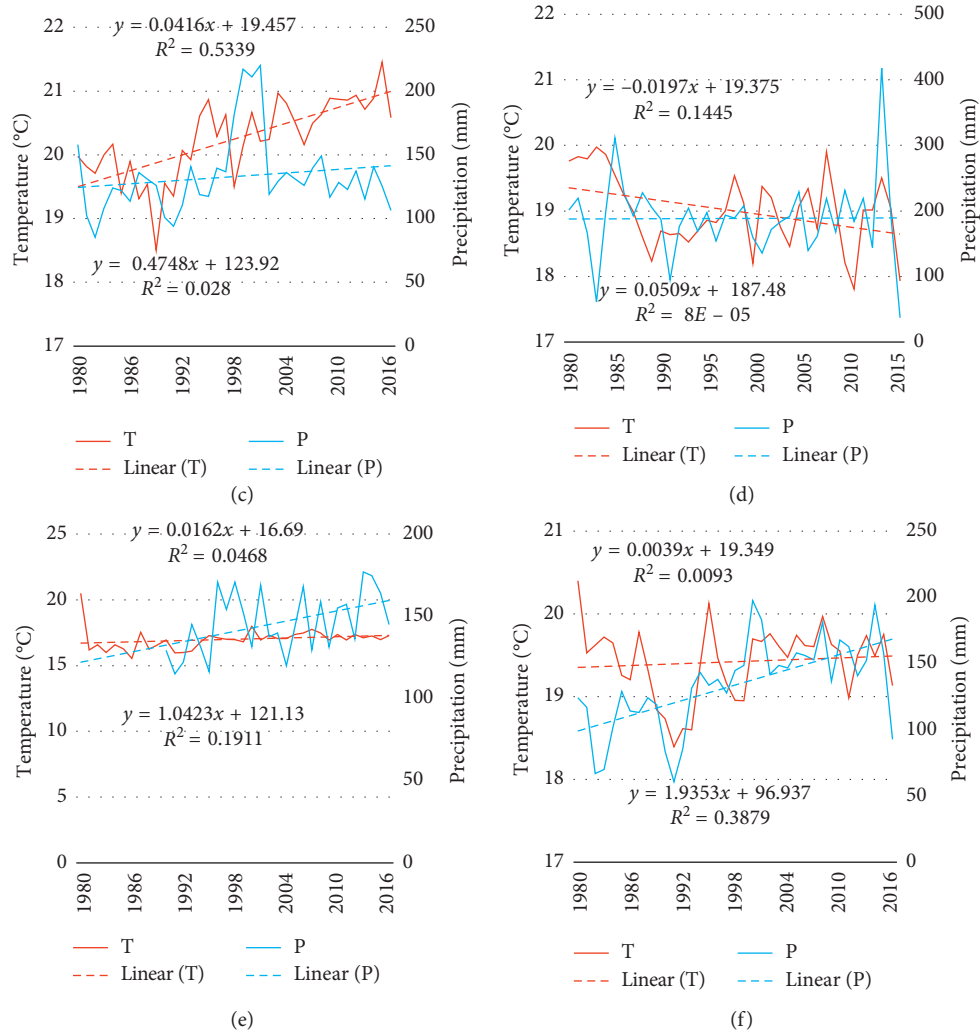 y = 0.0416x + 19.457
R² = 0.5339
22
21
20
19
18
17
Temperature (°C)
250
200
150
100
50
0
Precipitation (mm)
y = 0.4748x + 123.92
R² = 0.028
1980
1986
1992
1998
2004
2010
2016
T
P
Linear (T)
Linear (P)
(c)
22
21
20
19
18
17
Temperature (°C)
500
400
300
200
100
0
Precipitation (mm)
y = –0.0197x + 19.375
R² = 0.1445
y = 0.0509x + 187.48
R² = 8E – 05
1980
1985
1990
1995
2000
2005
2010
2015
T
P
Linear (T)
Linear (P)
(d)
25
20
15
10
5
0
Temperature (°C)
200
150
100
50
0
Precipitation (mm)
y = 0.0162x + 16.69
R² = 0.0468
y = 1.0423x + 121.13
R² = 0.1911
1980
1986
1992
1998
2004
2010
2016
T
P
Linear (T)
Linear (P)
(e)
21
20
19
18
17
Temperature (°C)
250
200
150
100
50
0
Precipitation (mm)
y = 0.0039x + 19.349
R² = 0.0093
y = 1.9353x + 96.937
R² = 0.3879
1980
1986
1992
1998
2004
2010
2016
T
P
Linear (T)
Linear (P)
(f)